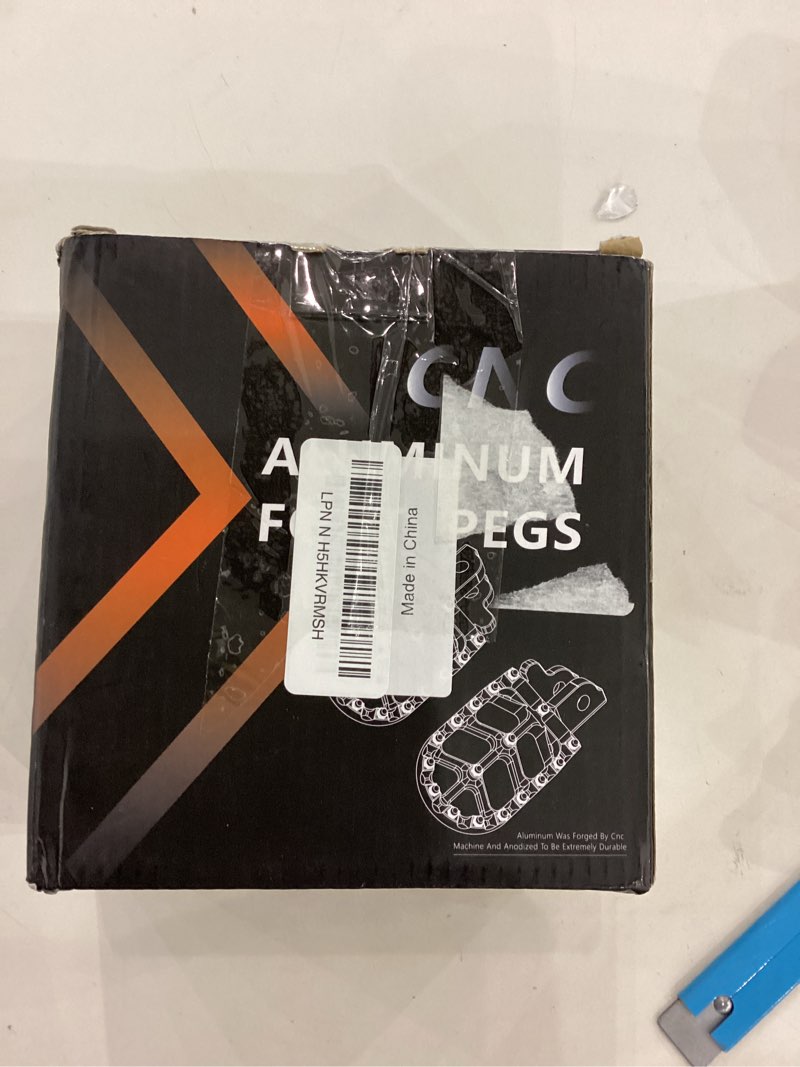 CNC
ALUMINUM
PEGS
LPN N H5HKVRMSH
Made in China
Aluminum Was Forged By Cnc
Machine And Anodized To Be Extremely Durable